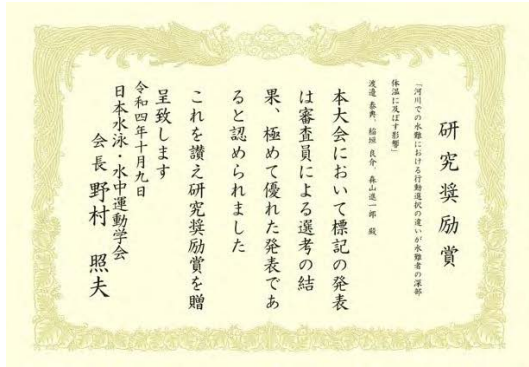 研究奨励賞
「河川での水難における行動選択の違いが水難者の深部
体温に及ぼす影響」
渡邉 泰典、稲垣 良介、森山進一郎 殿
本大会において標記の発表
は審査員による選考の結
果、極めて優れた発表であ
ると認められました
これを讃え研究奨励賞を贈
呈致します
令和四年十月九日
日本水泳・水中運動学会
会長 野村 照夫